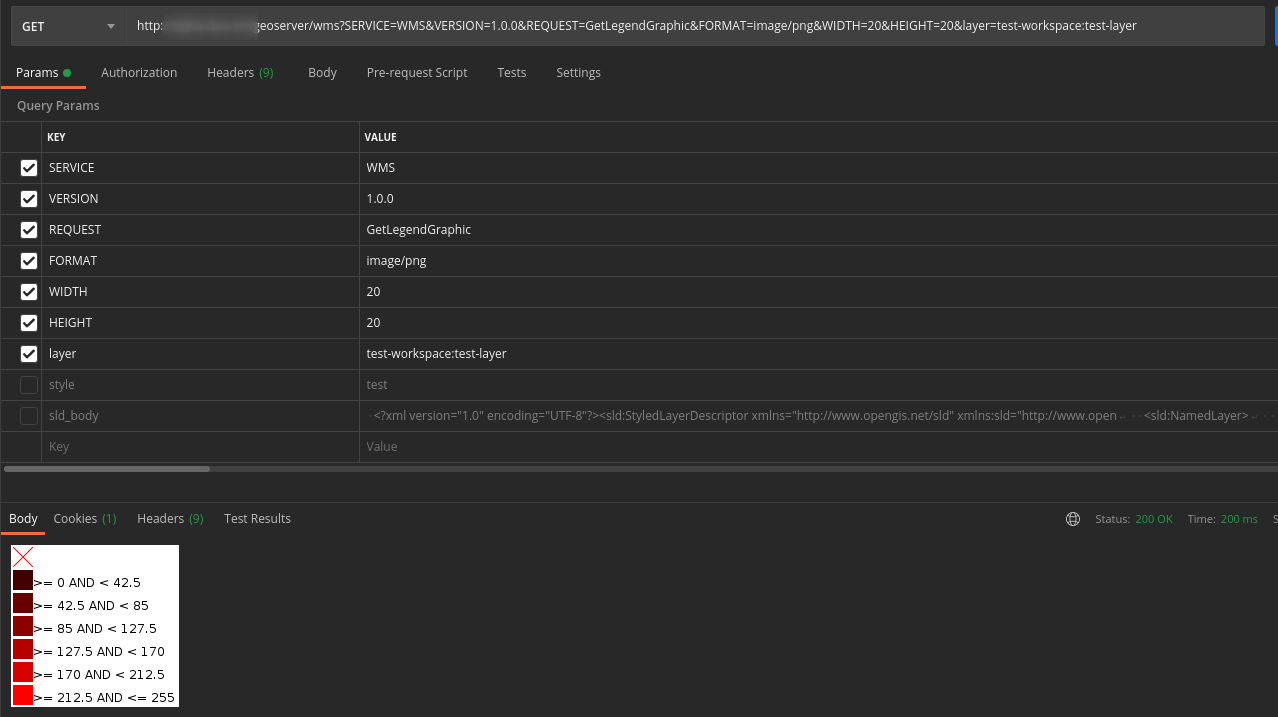 GET http: geoserver/wms?SERVICE=WMS&VERSION=1.0.0&REQUEST=GetLegendGraphic&FORMAT=image/png&WIDTH=20&HEIGHT=20&layer=test-workspace:test-layer
Params Authorization Headers (9) Body Pre-request Script Tests Settings
Query Params
KEY VALUE
SERVICE WMS
VERSION 1.0.0
REQUEST GetLegendGraphic
FORMAT image/png
WIDTH 20
HEIGHT 20
layer test-workspace:test-layer
style test
sld_body <?xml version="1.0" encoding="UTF-8"?><sld:StyledLayerDescriptor xmlns="http://www.opengis.net/sld" xmlns:sld="http://www.open <sld:NamedLayer>
Key Value
Body Cookies (1) Headers (9) Test Results Status: 200 OK Time: 200 ms S
>= 0 AND < 42.5
>= 42.5 AND < 85
>= 85 AND < 127.5
>= 127.5 AND < 170
>= 170 AND < 212.5
>= 212.5 AND <= 255